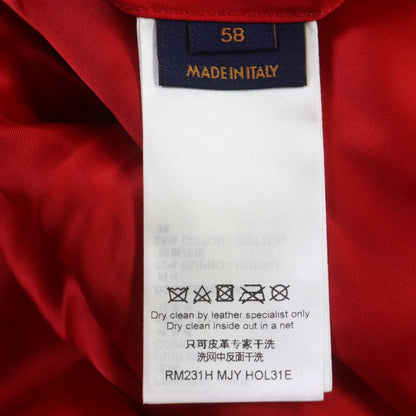 58
MADE IN ITALY
Dry clean by leather specialist only
Dry clean inside out in a net
只可皮革专家干洗
洗网中反面干洗
RM231H MJY HOL31E